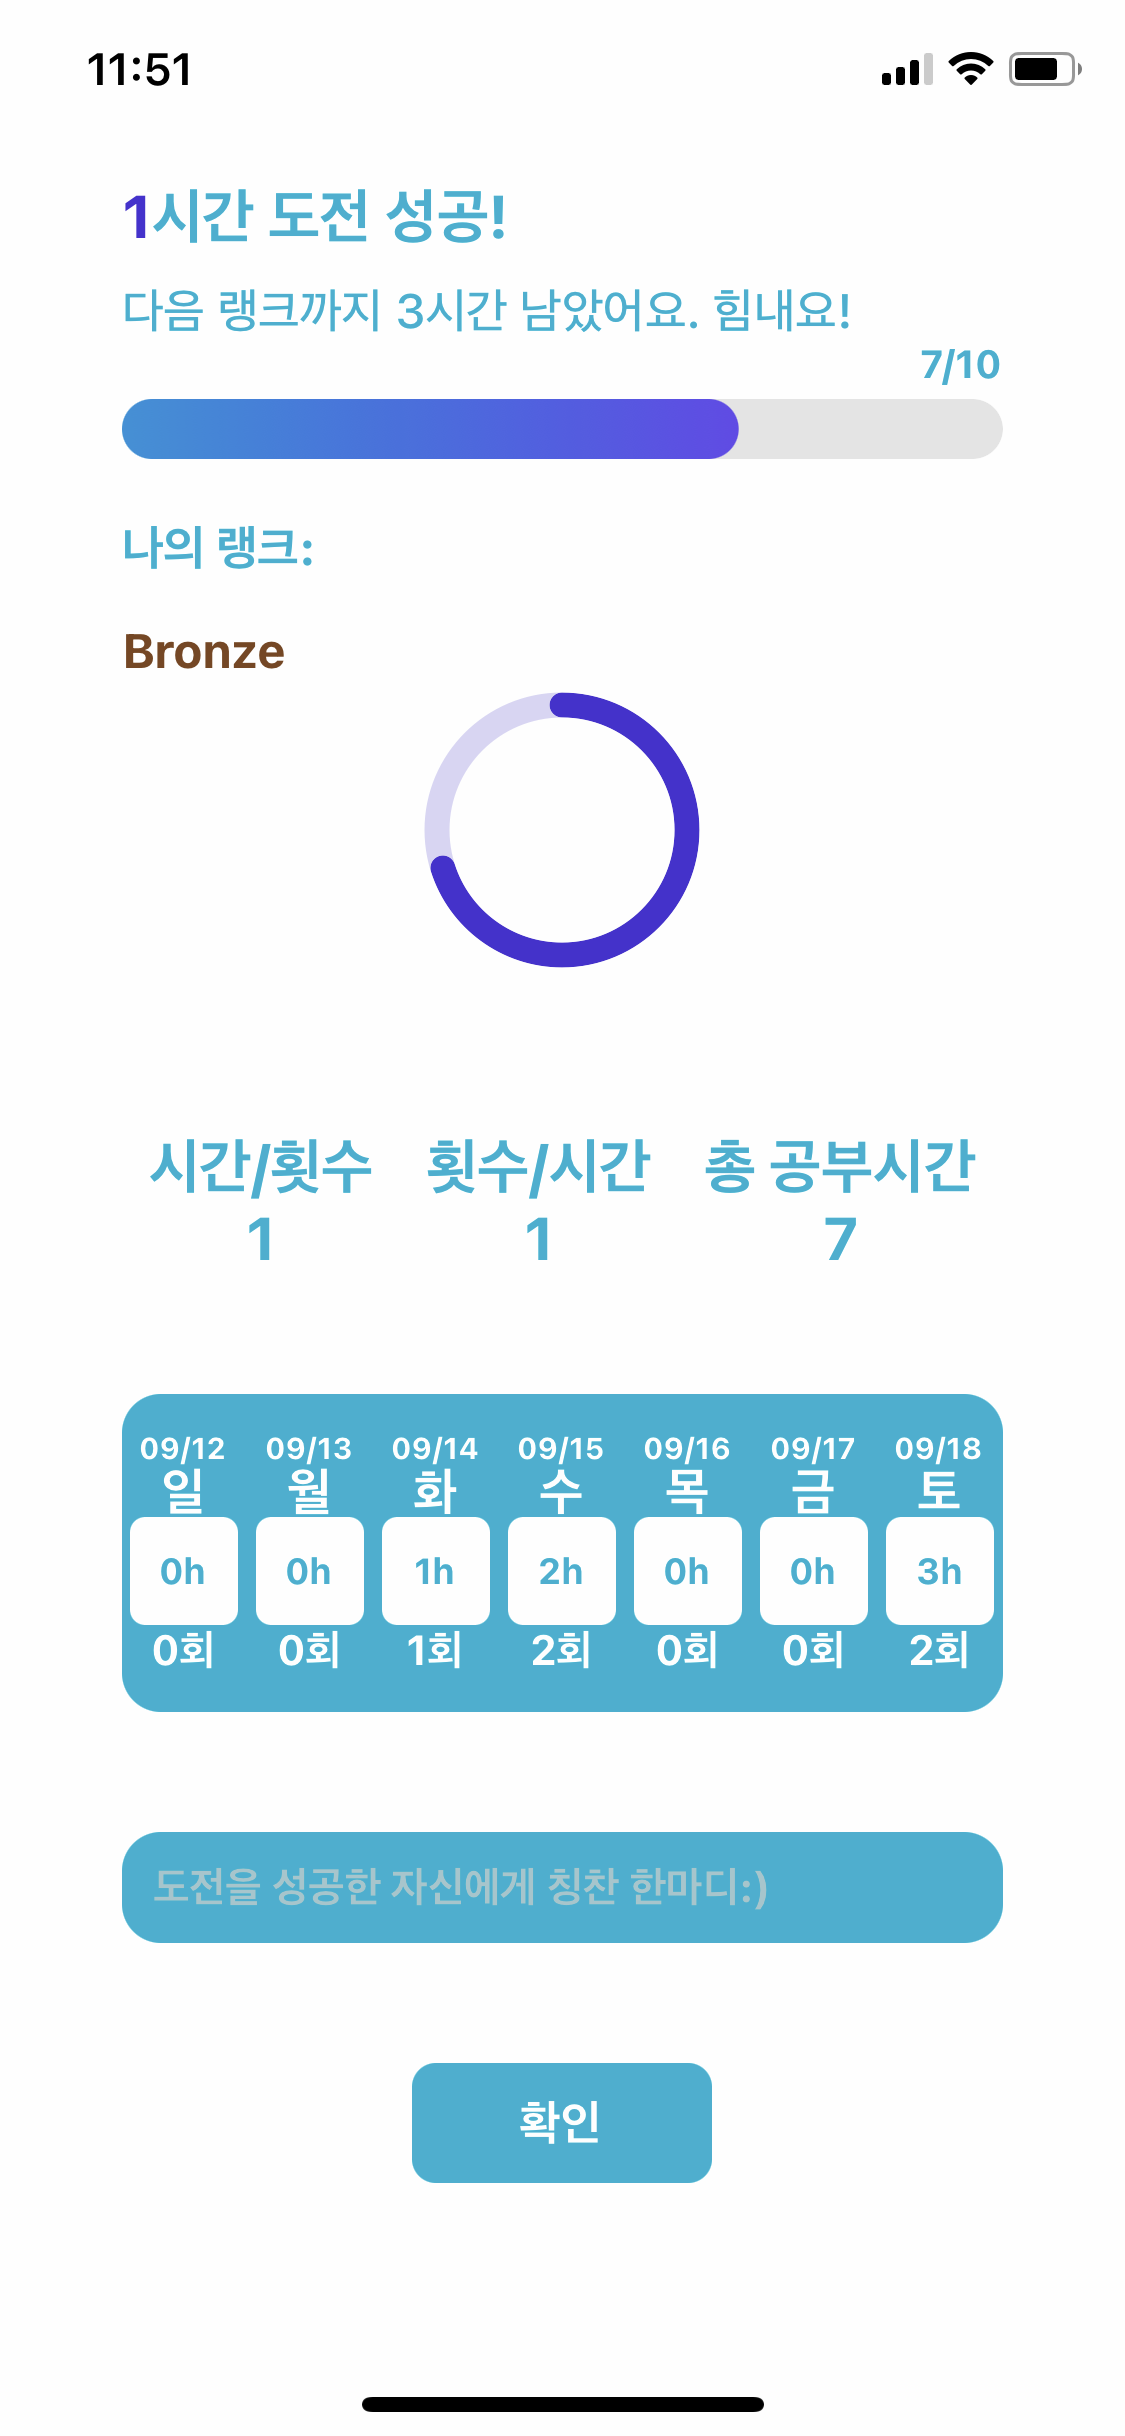 11:51
1시간 도전 성공!
다음 랭크까지 3시간 남았어요. 힘내요!
7/10
나의 랭크:
Bronze
시간/횟수 횟수/시간 총 공부시간
1 1 7
09/12 09/13 09/14 09/15 09/16 09/17 09/18
일 월 화 수 목 금 토
0h 0h 1h 2h 0h 0h 3h
0회 0회 1회 2회 0회 0회 2회
도전을 성공한 자신에게 칭찬 한마디:)
확인